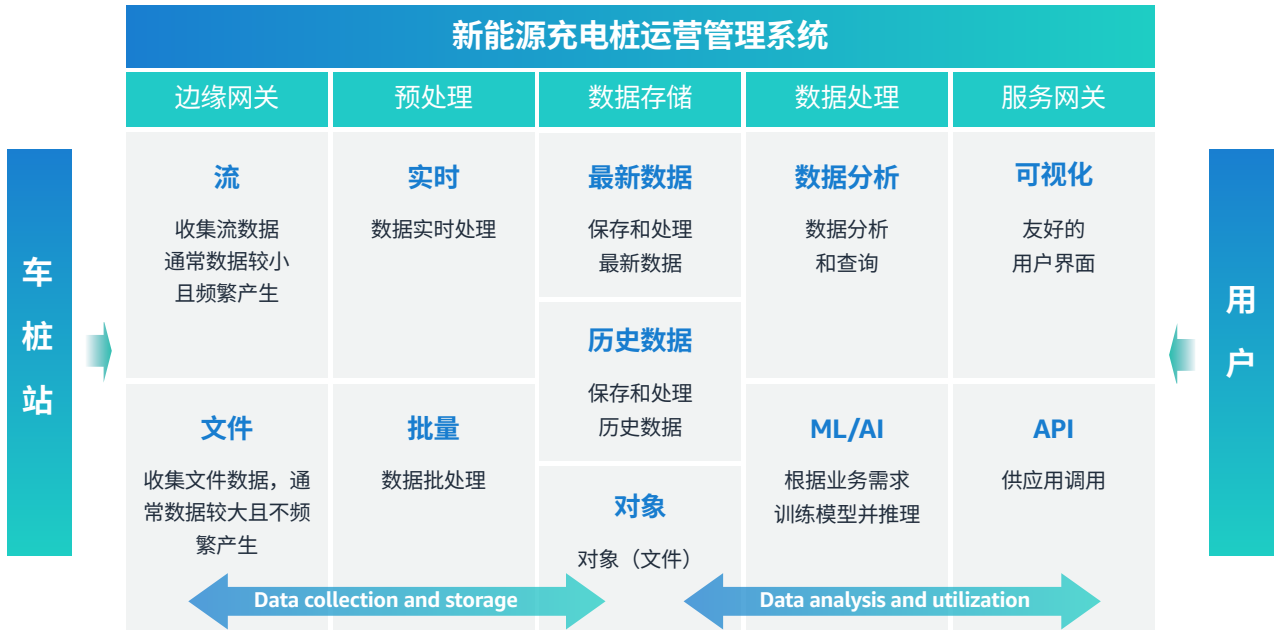 新能源充电桩运营管理系统
边缘网关
预处理
数据存储
数据处理
服务网关
车
桩
站
流
收集流数据
通常数据较小
且频繁产生
文件
收集文件数据，通
常数据较大且不频
繁产生
实时
数据实时处理
批量
数据批处理
最新数据
保存和处理
最新数据
历史数据
保存和处理
历史数据
对象
对象（文件）
数据分析
数据分析
和查询
ML/AI
根据业务需求
训练模型并推理
可视化
友好的
用户界面
API
供应用调用
用
户
Data collection and storage
Data analysis and utilization